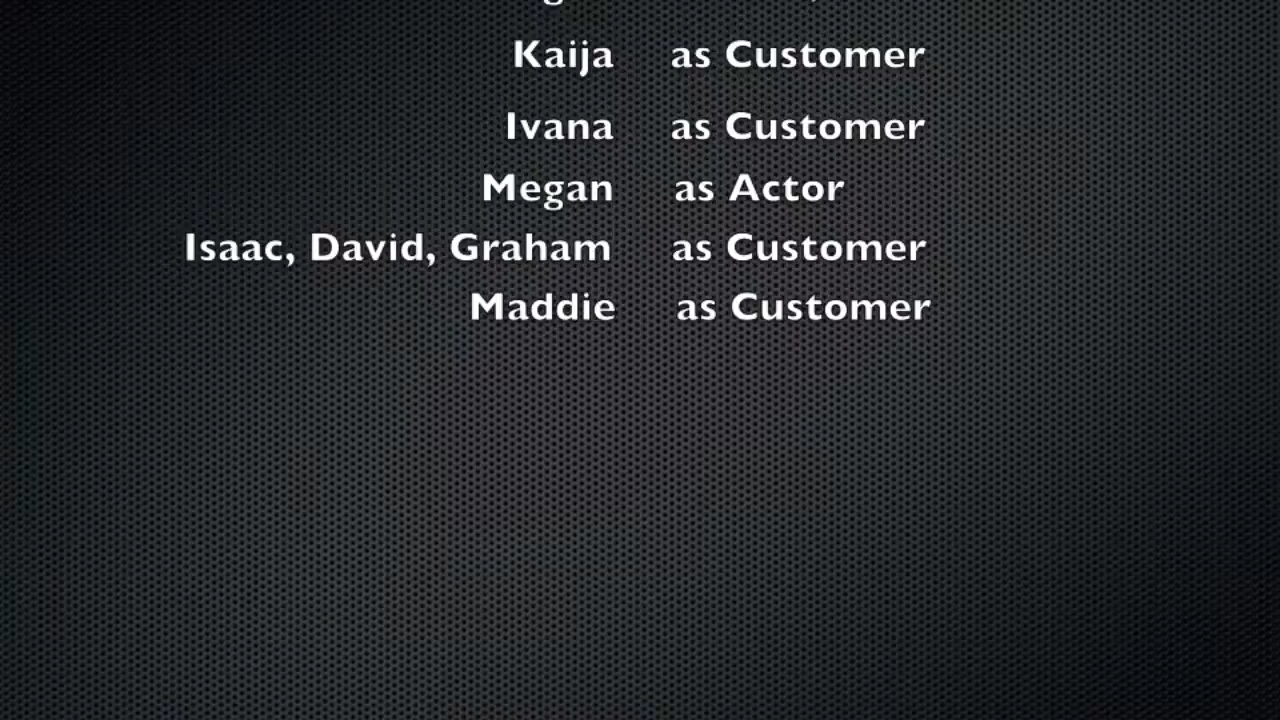 Kaija as Customer
Ivana as Customer
Megan as Actor
Isaac, David, Graham as Customer
Maddie as Customer